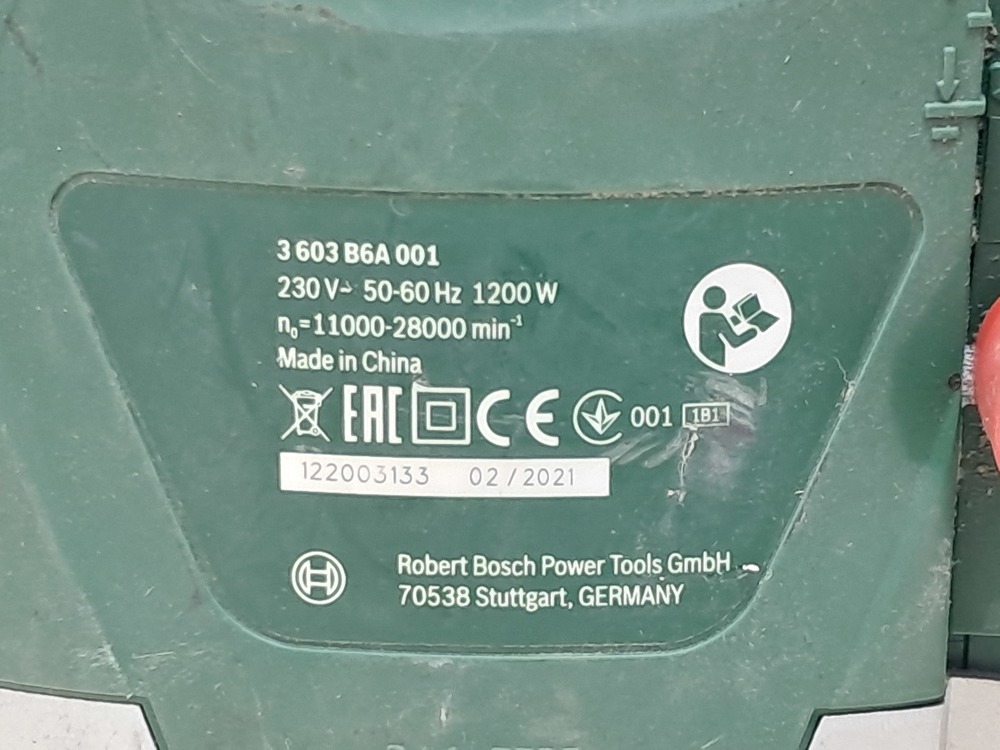 3 603 B6A 001
230 V~ 50-60 Hz 1200 W
n₀=11000-28000 min⁻¹
Made in China
EAC CE 001 1B1
122003133 02/2021
Robert Bosch Power Tools GmbH
70538 Stuttgart, GERMANY